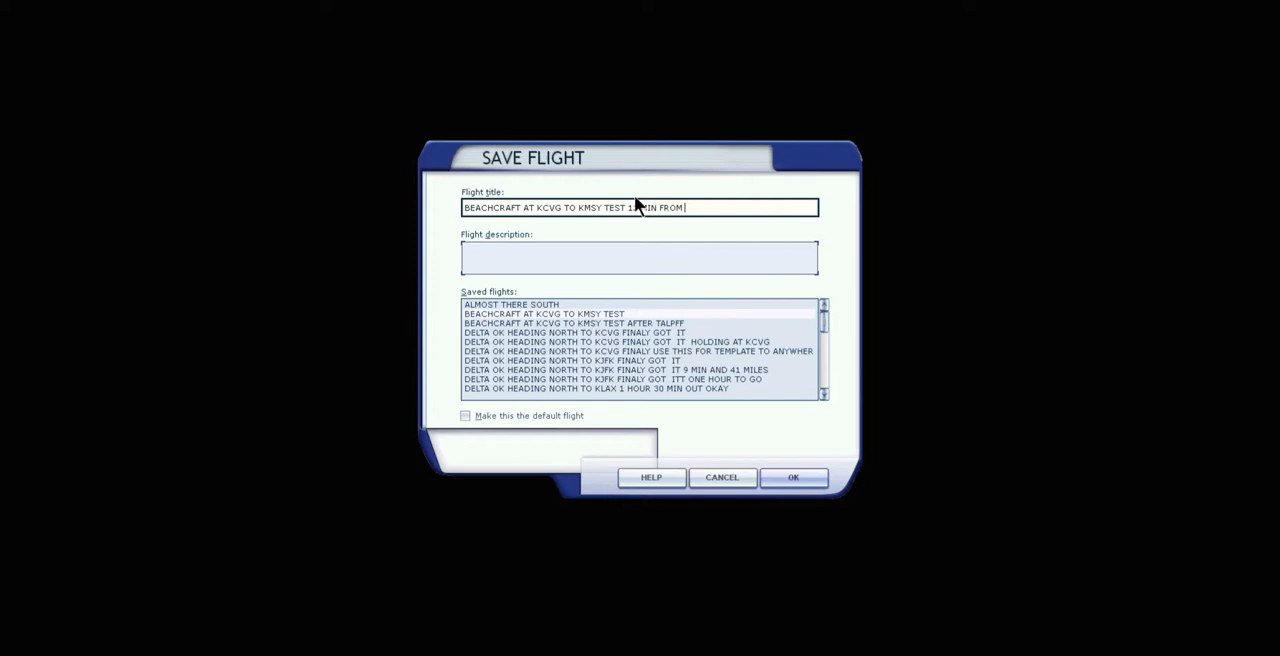 SAVE FLIGHT
Flight title:
BEACHCRAFT AT KCVG TO KMSY TEST MIN FROM
Flight description:
Saved flights:
ALMOST THERE SOUTH
BEACHCRAFT AT KCVG TO KMSY TEST
BEACHCRAFT AT KCVG TO KMSY TEST AFTER TALPFF
DELTA OK HEADING NORTH TO KCVG FINALY GOT IT
DELTA OK HEADING NORTH TO KCVG FINALY GOT IT HOLDING AT KCVG
DELTA OK HEADING NORTH TO KCVG FINALY USE THIS FOR TEMPLATE TO ANYWHER
DELTA OK HEADING NORTH TO KJFK FINALY GOT IT
DELTA OK HEADING NORTH TO KJFK FINALY GOT IT 9 MIN AND 41 MILES
DELTA OK HEADING NORTH TO KJFK FINALY GOT ITT ONE HOUR TO GO
DELTA OK HEADING NORTH TO KLAX 1 HOUR 30 MIN OUT OKAY
Make this the default flight
HELP CANCEL OK